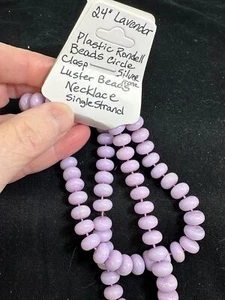 24" Lavender
Plastic Rondell
Beads Circle
Clasp Silver
Luster Bead
Necklace
Single Strand